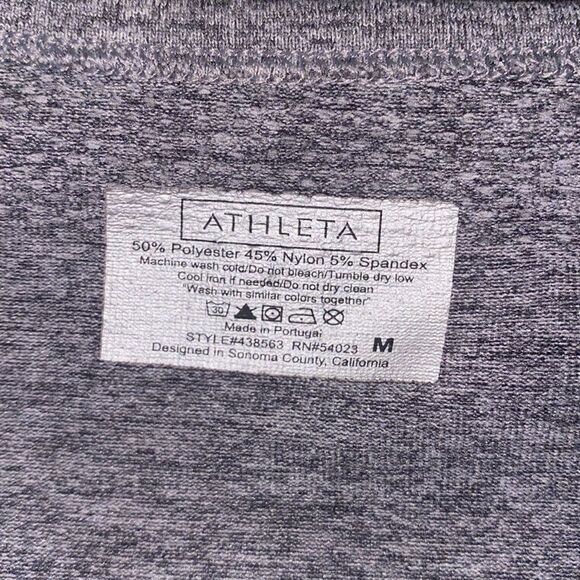 ATHLETA
50% Polyester 45% Nylon 5% Spandex
Machine wash cold/Do not bleach/Tumble dry low
Cool iron if needed/Do not dry clean
"Wash with similar colors together"
30
Made in Portugal
STYLE#438563 RN#54023 M
Designed in Sonoma County, California